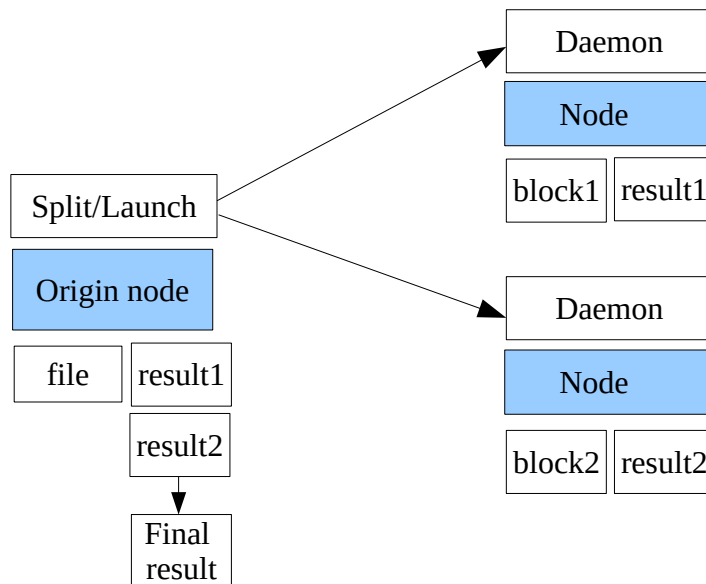 Daemon
Node
block1 result1
Split/Launch
Origin node
file result1
result2
Final
result
Daemon
Node
block2 result2